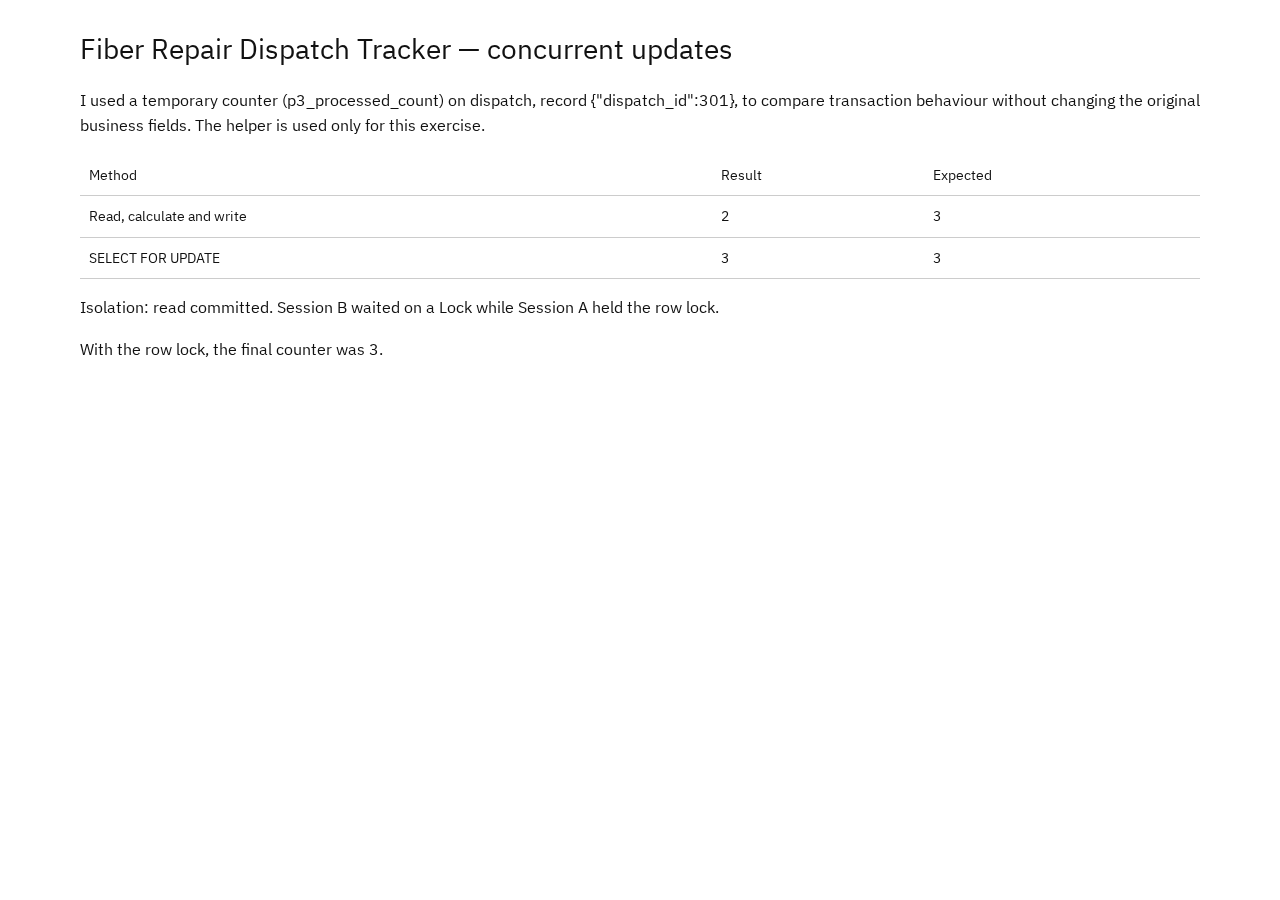 Fiber Repair Dispatch Tracker — concurrent updates
I used a temporary counter (p3_processed_count) on dispatch, record {"dispatch_id":301}, to compare transaction behaviour without changing the original
business fields. The helper is used only for this exercise.
Method Result Expected
Read, calculate and write 2 3
SELECT FOR UPDATE 3 3
Isolation: read committed. Session B waited on a Lock while Session A held the row lock.
With the row lock, the final counter was 3.